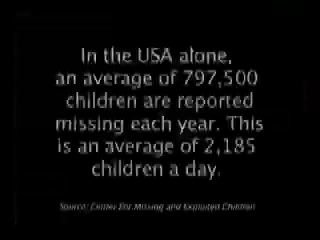 In the USA alone,
an average of 797,500
children are reported
missing each year. This
is an average of 2,185
children a day.
Source: Center For Missing and Exploited Children